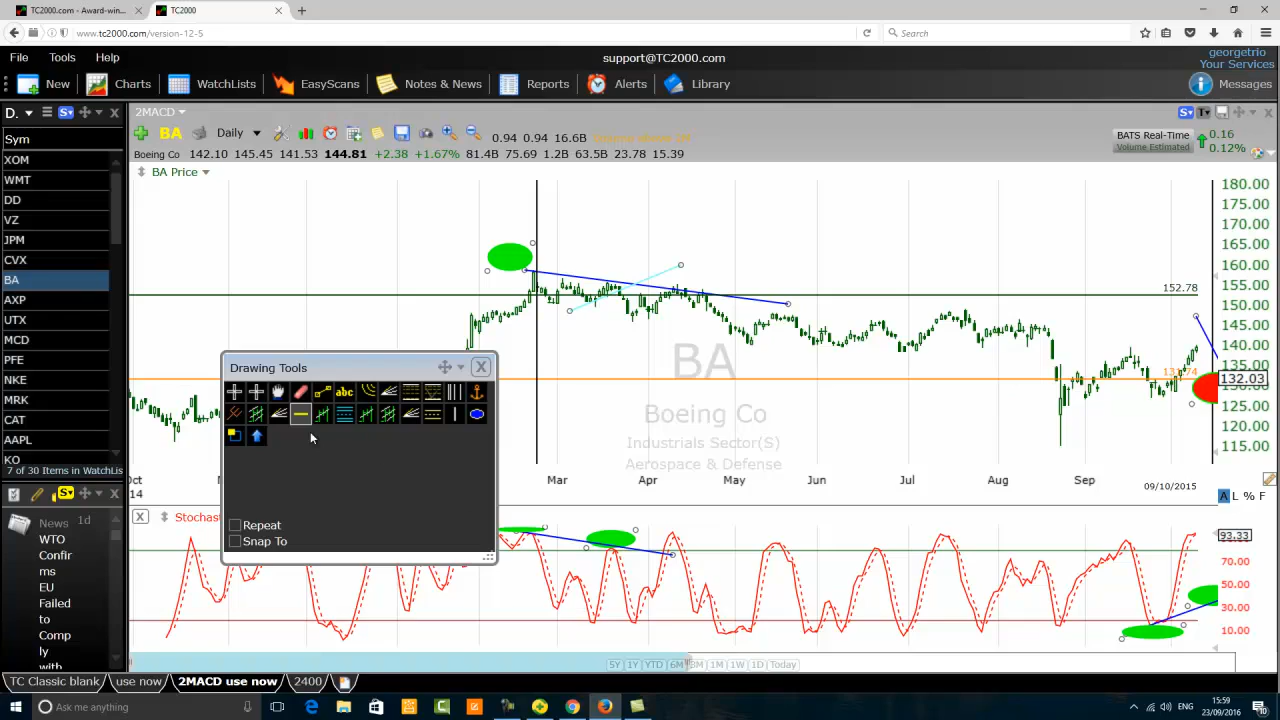 TC2000.com - Award-win...
TC2000
www.tc2000.com/version-12-5
Search
File Tools Help
support@TC2000.com
georgetrio
Your Services
New Charts WatchLists EasyScans Notes & News Reports Alerts Library Messages
D.
2MACD
Sym
BA Daily
0.94 0.94 16.6B
BATS Real-Time
Volume Estimated
0.16
0.12%
Boeing Co 142.10 145.45 141.53 144.81 +2.38 +1.67% 81.4B 75.69 1.2B 63.5B 23.78 15.39
BA Price
XOM
WMT
DD
VZ
JPM
CVX
BA
AXP
UTX
MCD
PFE
NKE
MRK
CAT
AAPL
KO
7 of 30 Items in WatchLis
180.00
175.00
170.00
165.00
160.00
155.00
152.78
150.00
145.00
140.00
135.00
132.03
125.00
120.00
115.00
BA
Boeing Co
Industrials Sector(S)
Aerospace & Defense
Drawing Tools
abc
Repeat
Snap To
Oct
14
Mar Apr May Jun Jul Aug Sep
09/10/2015
A L % F
Stochast
93.33
70.00
50.00
30.00
10.00
News 1d
WTO
Confir
ms
EU
Failed
to
Comp
ly
with
5Y 1Y YTD 6M 3M 1M 1W 1D Today
TC Classic blank use now 2MACD use now 2400
Ask me anything
ENG
15:59
23/09/2016